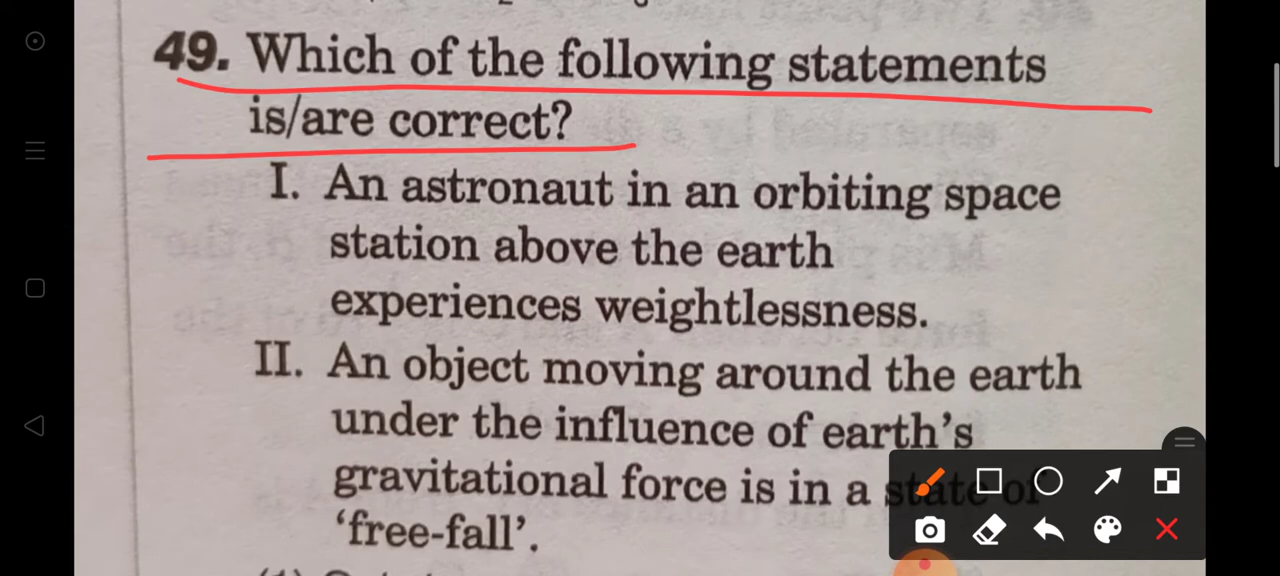 49. Which of the following statements
is/are correct?
I. An astronaut in an orbiting space
station above the earth
experiences weightlessness.
II. An object moving around the earth
under the influence of earth's
gravitational force is in a state of
'free-fall'.